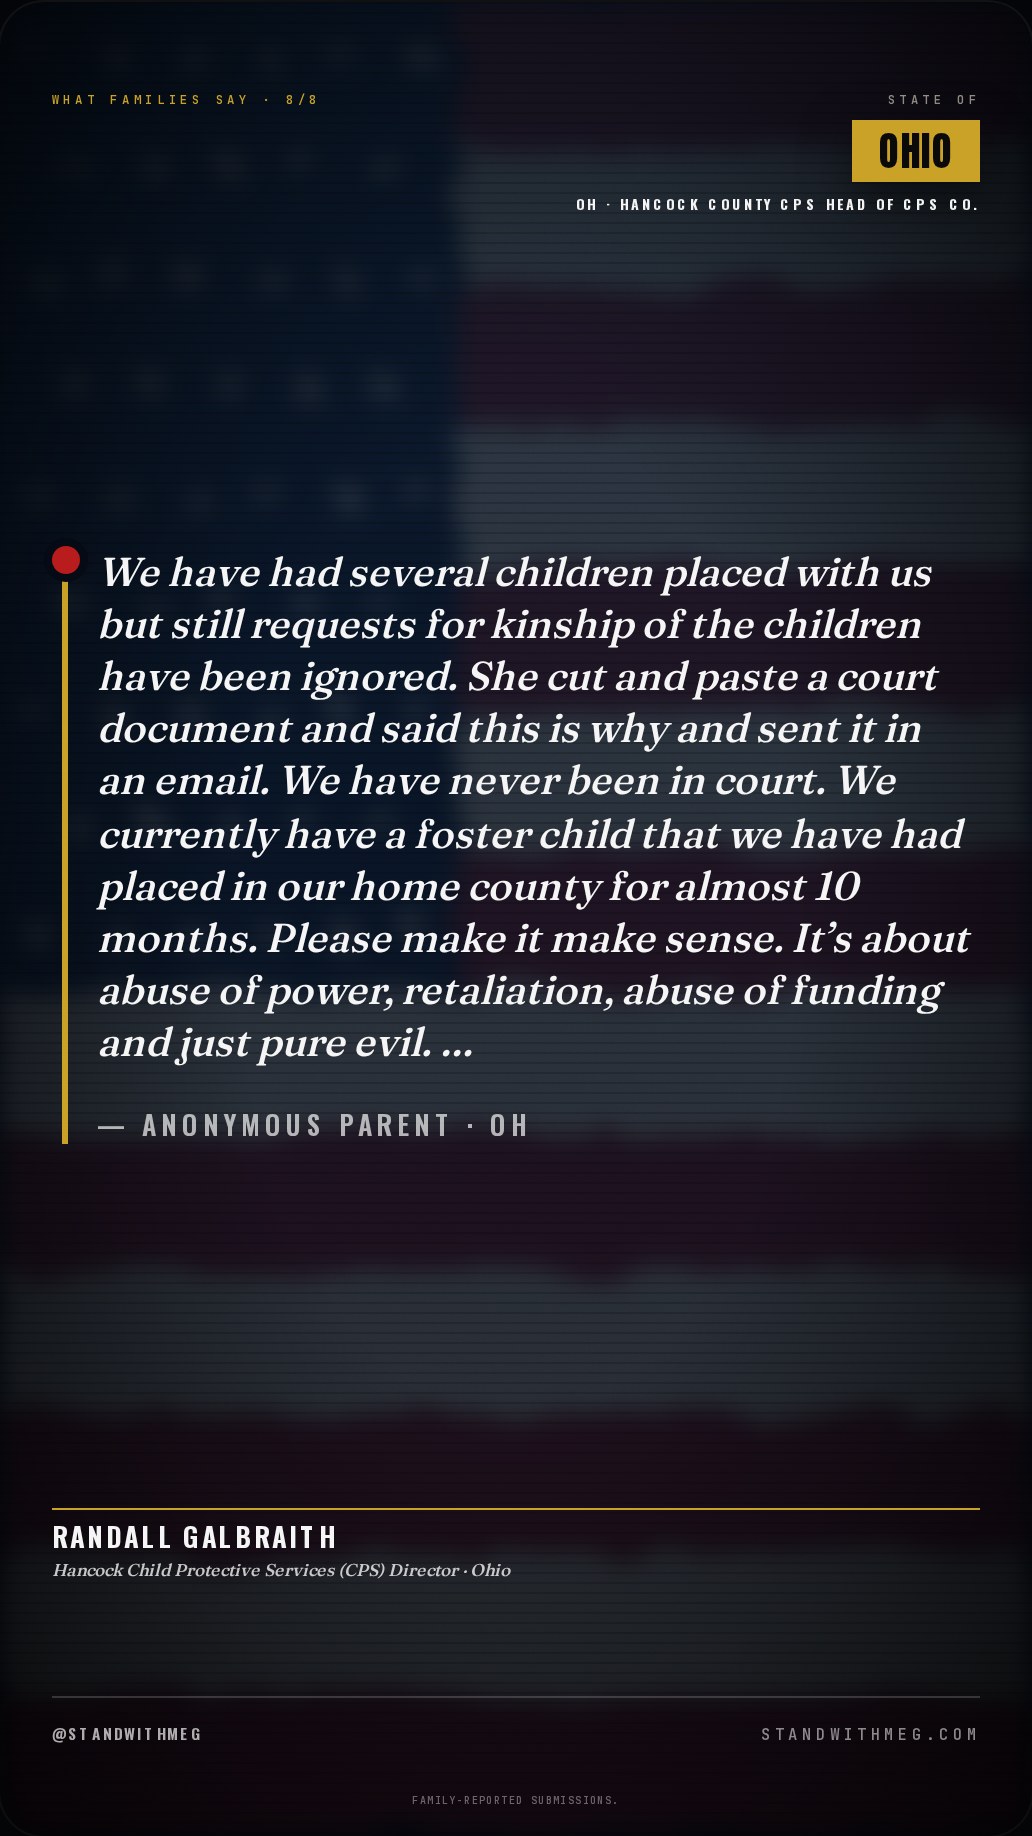 WHAT FAMILIES SAY · 8/8
STATE OF
OHIO
OH · HANCOCK COUNTY CPS HEAD OF CPS CO.
We have had several children placed with us
but still requests for kinship of the children
have been ignored. She cut and paste a court
document and said this is why and sent it in
an email. We have never been in court. We
currently have a foster child that we have had
placed in our home county for almost 10
months. Please make it make sense. It’s about
abuse of power, retaliation, abuse of funding
and just pure evil. ...
— ANONYMOUS PARENT · OH
RANDALL GALBRAITH
Hancock Child Protective Services (CPS) Director · Ohio
@STANDWITHMEG
STANDWITHMEG.COM
FAMILY-REPORTED SUBMISSIONS.